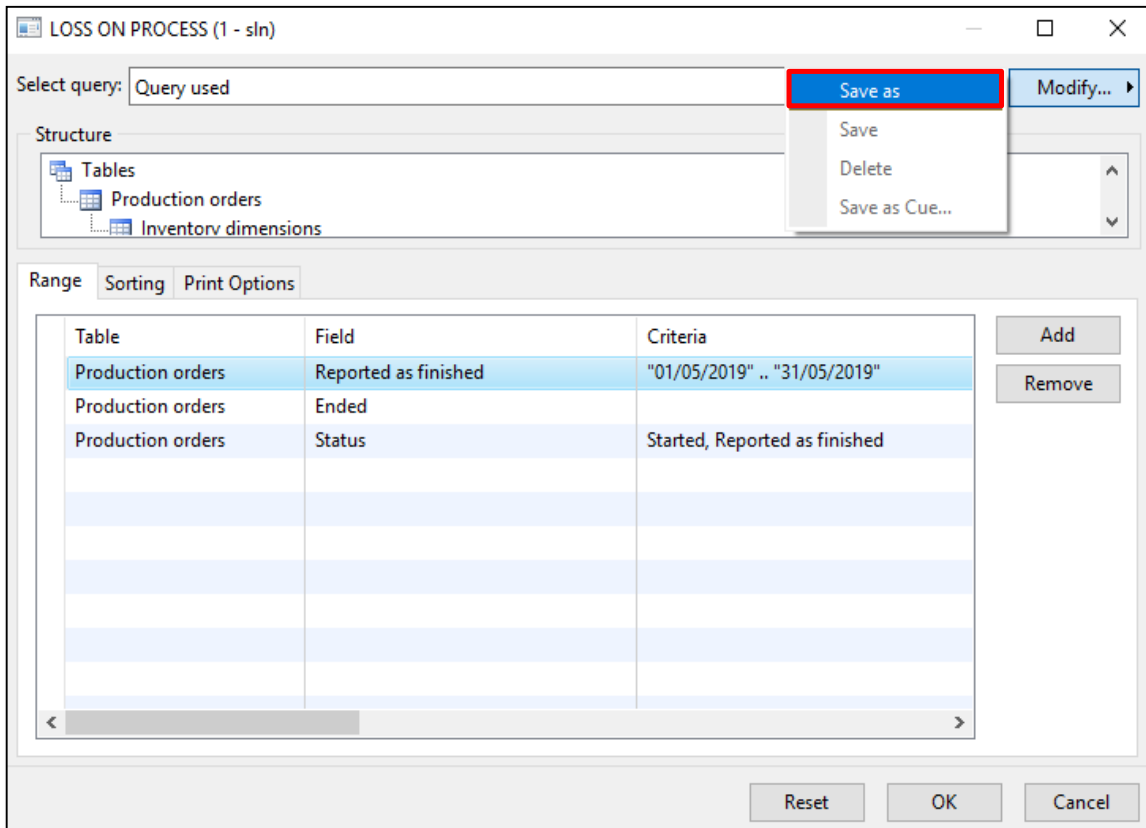 LOSS ON PROCESS (1 - sln)
Select query: Query used
Save as
Modify...
Save
Delete
Save as Cue...
Structure
Tables
Production orders
Inventory dimensions
Range Sorting Print Options
Table Field Criteria
Production orders Reported as finished "01/05/2019" .. "31/05/2019"
Production orders Ended
Production orders Status Started, Reported as finished
Add
Remove
Reset OK Cancel